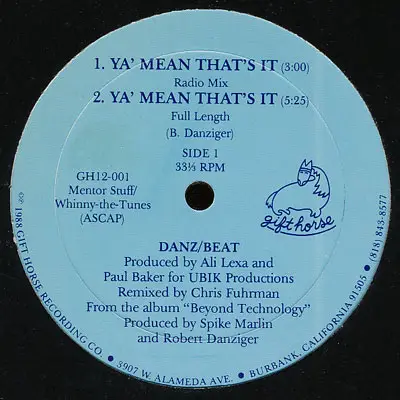 1. YA' MEAN THAT'S IT (3:00)
Radio Mix
2. YA' MEAN THAT'S IT (5:25)
Full Length
(B. Danziger)
SIDE 1
33⅓ RPM
GH12-001
Mentor Stuff/
Whinny-the-Tunes
(ASCAP)
gift horse
DANZ/BEAT
Produced by Ali Lexa and
Paul Baker for UBIK Productions
Remixed by Chris Fuhrman
From the album "Beyond Technology"
Produced by Spike Marlin
and Robert Danziger
©℗ 1988 GIFT HORSE RECORDING CO. • 3907 W. ALAMEDA AVE. • BURBANK, CALIFORNIA 91505 • (818) 843-8577